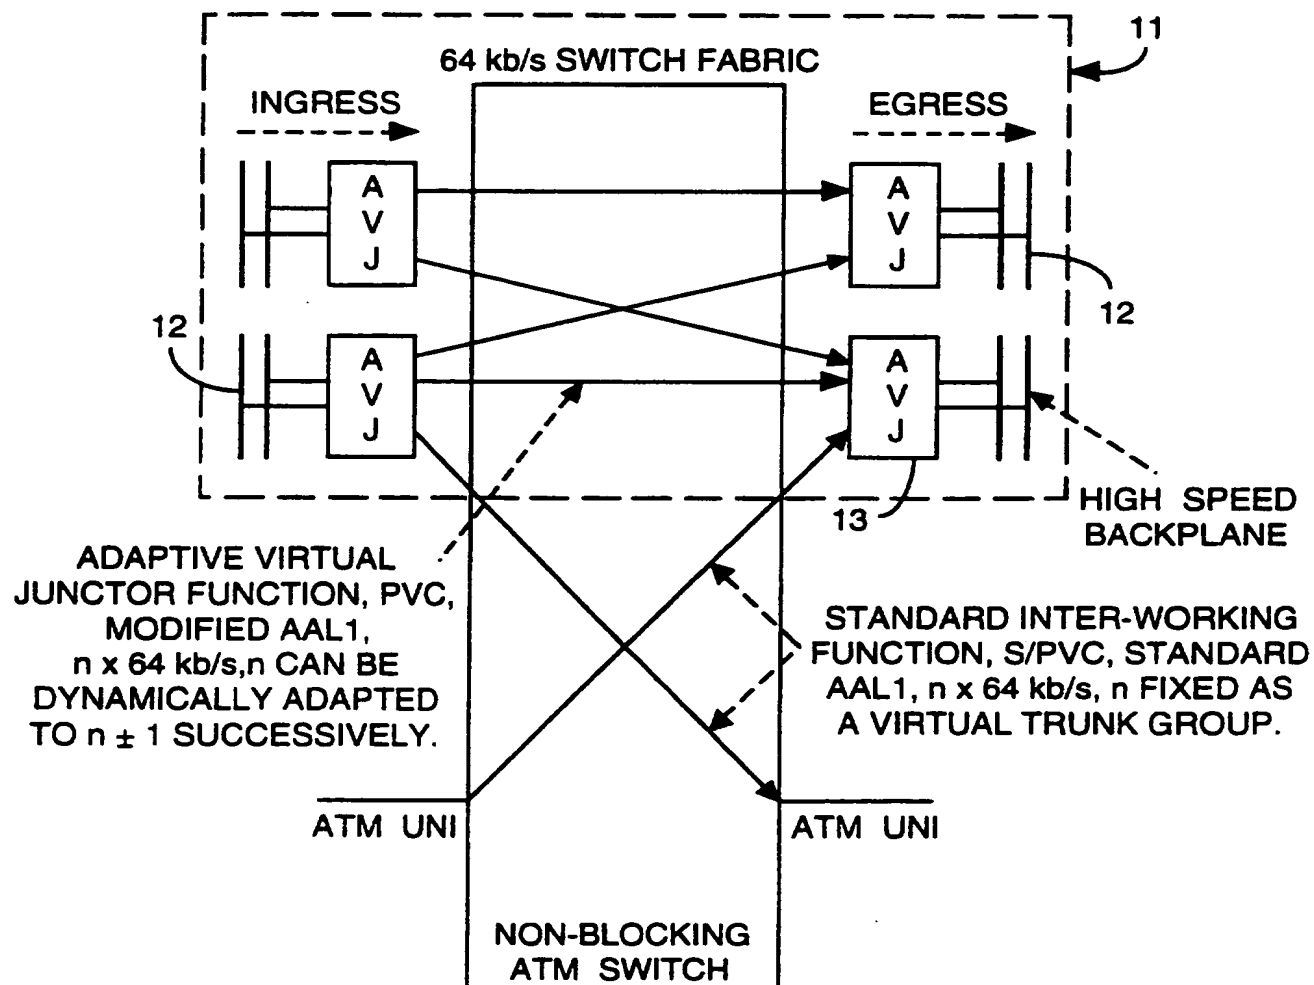 11
64 kb/s SWITCH FABRIC
INGRESS
EGRESS
A
V
J
A
V
J
12
12
A
V
J
A
V
J
13
HIGH SPEED
BACKPLANE
ADAPTIVE VIRTUAL
JUNCTOR FUNCTION, PVC,
MODIFIED AAL1,
n x 64 kb/s,n CAN BE
DYNAMICALLY ADAPTED
TO n ± 1 SUCCESSIVELY.
STANDARD INTER-WORKING
FUNCTION, S/PVC, STANDARD
AAL1, n x 64 kb/s, n FIXED AS
A VIRTUAL TRUNK GROUP.
ATM UNI
ATM UNI
NON-BLOCKING
ATM SWITCH